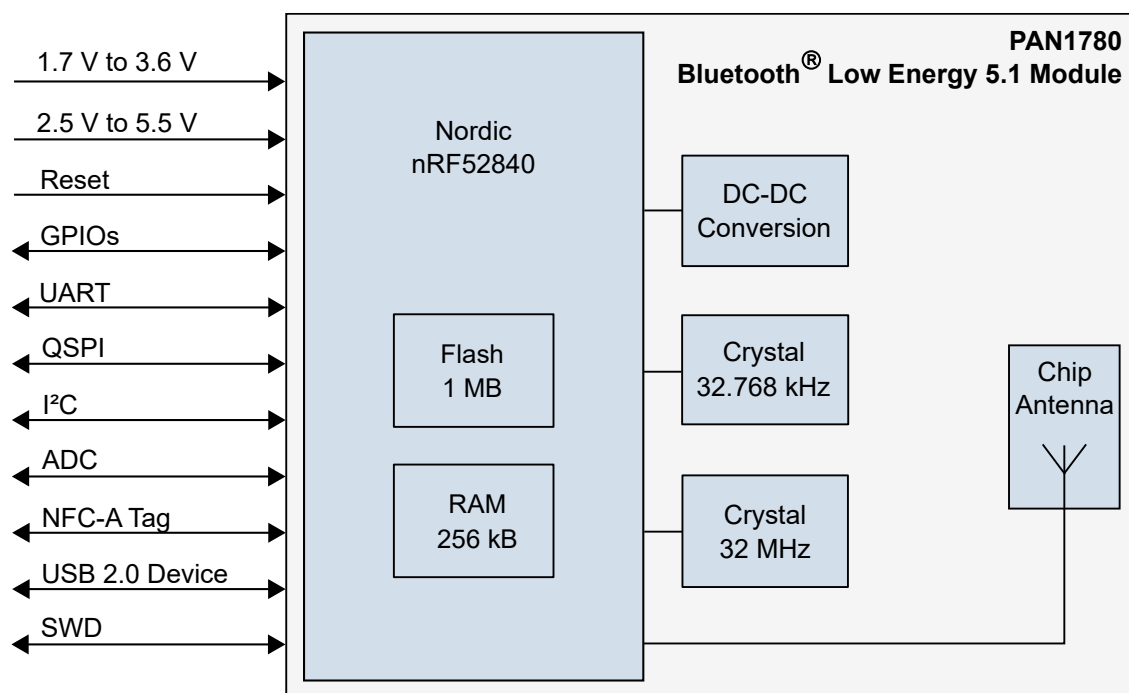 PAN1780
Bluetooth® Low Energy 5.1 Module
1.7 V to 3.6 V
2.5 V to 5.5 V
Reset
GPIOs
UART
QSPI
I²C
ADC
NFC-A Tag
USB 2.0 Device
SWD
Nordic
nRF52840
Flash
1 MB
RAM
256 kB
DC-DC
Conversion
Crystal
32.768 kHz
Crystal
32 MHz
Chip
Antenna